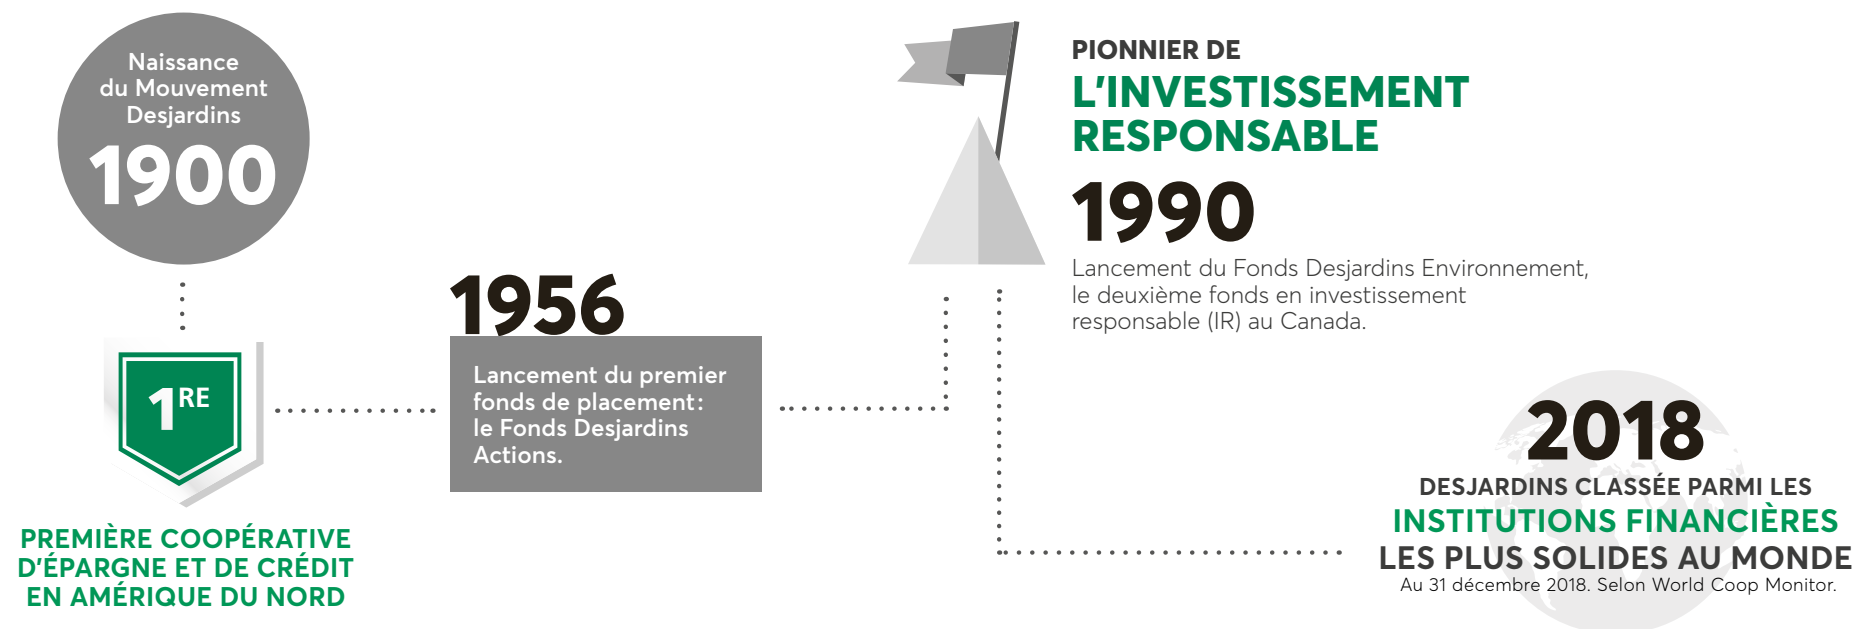 Naissance
du Mouvement
Desjardins
1900
1RE
PREMIÈRE COOPÉRATIVE
D'ÉPARGNE ET DE CRÉDIT
EN AMÉRIQUE DU NORD
1956
Lancement du premier
fonds de placement :
le Fonds Desjardins
Actions.
PIONNIER DE
L'INVESTISSEMENT
RESPONSABLE
1990
Lancement du Fonds Desjardins Environnement,
le deuxième fonds en investissement
responsable (IR) au Canada.
2018
DESJARDINS CLASSÉE PARMI LES
INSTITUTIONS FINANCIÈRES
LES PLUS SOLIDES AU MONDE
Au 31 décembre 2018. Selon World Coop Monitor.